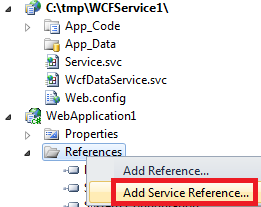 C:\tmp\WCFService1\
App_Code
App_Data
Service.svc
WcfDataService.svc
Web.config
WebApplication1
Properties
References
Add Reference...
Add Service Reference...